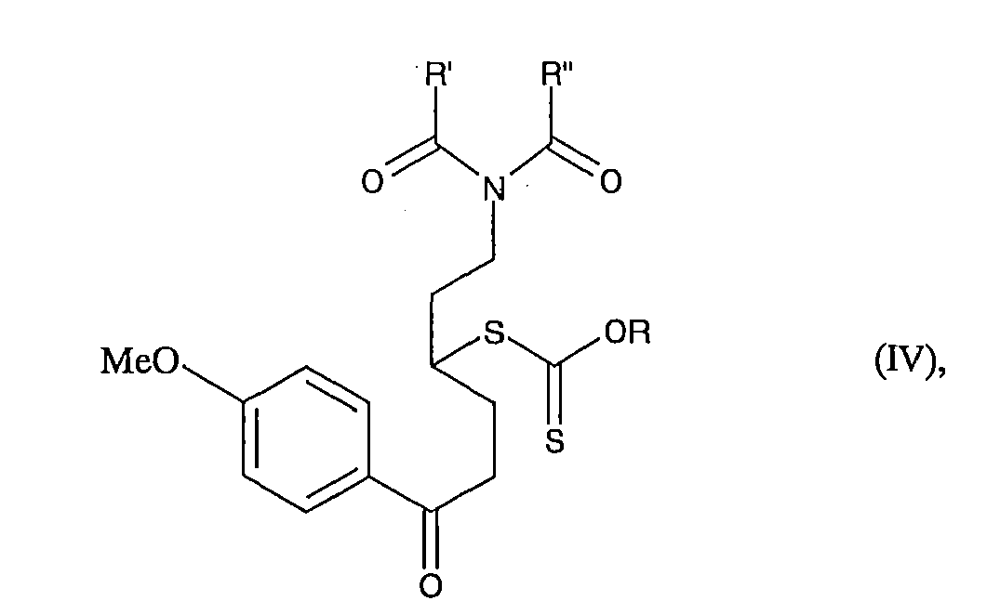 R' R"
O N O
S OR
MeO (IV),
S
O